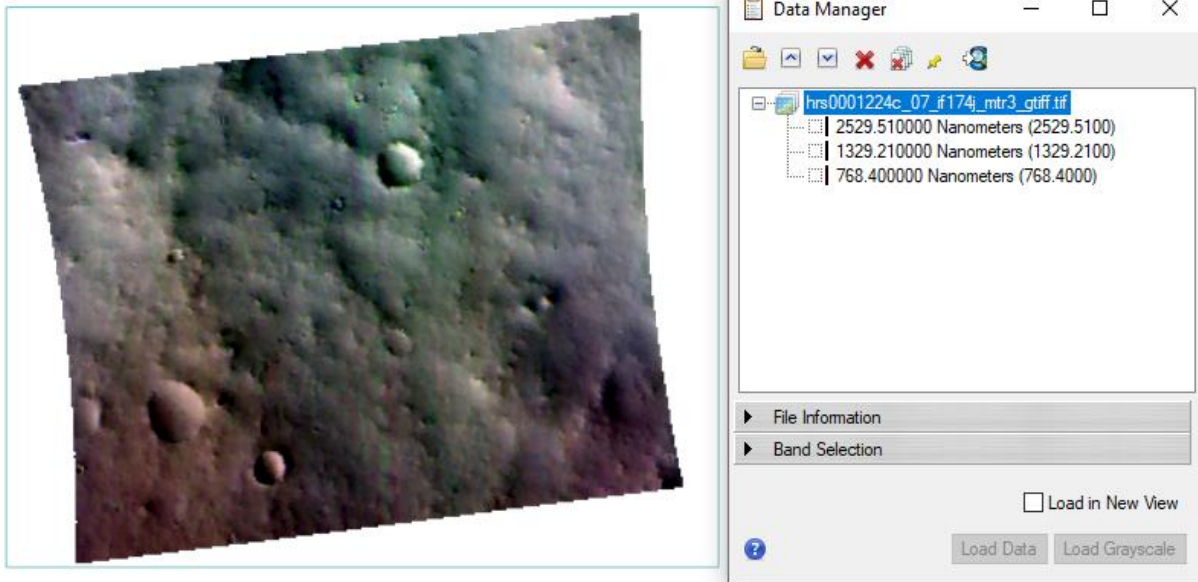 Data Manager
hrs0001224c_07_if174j_mtr3_gtiff.tif
2529.510000 Nanometers (2529.5100)
1329.210000 Nanometers (1329.2100)
768.400000 Nanometers (768.4000)
File Information
Band Selection
Load in New View
Load Data Load Grayscale